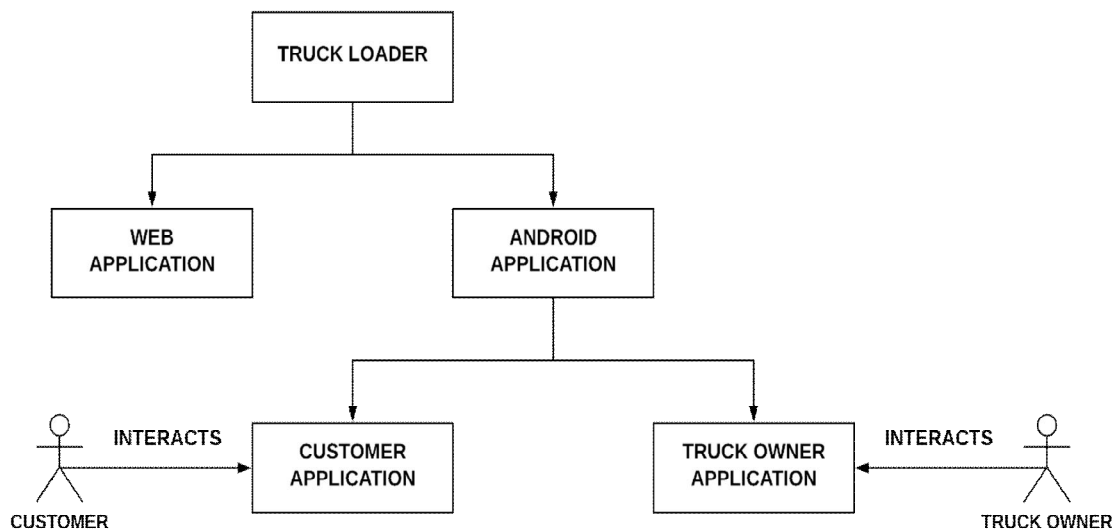 TRUCK LOADER
WEB
APPLICATION
ANDROID
APPLICATION
INTERACTS
CUSTOMER
APPLICATION
TRUCK OWNER
APPLICATION
INTERACTS
CUSTOMER
TRUCK OWNER